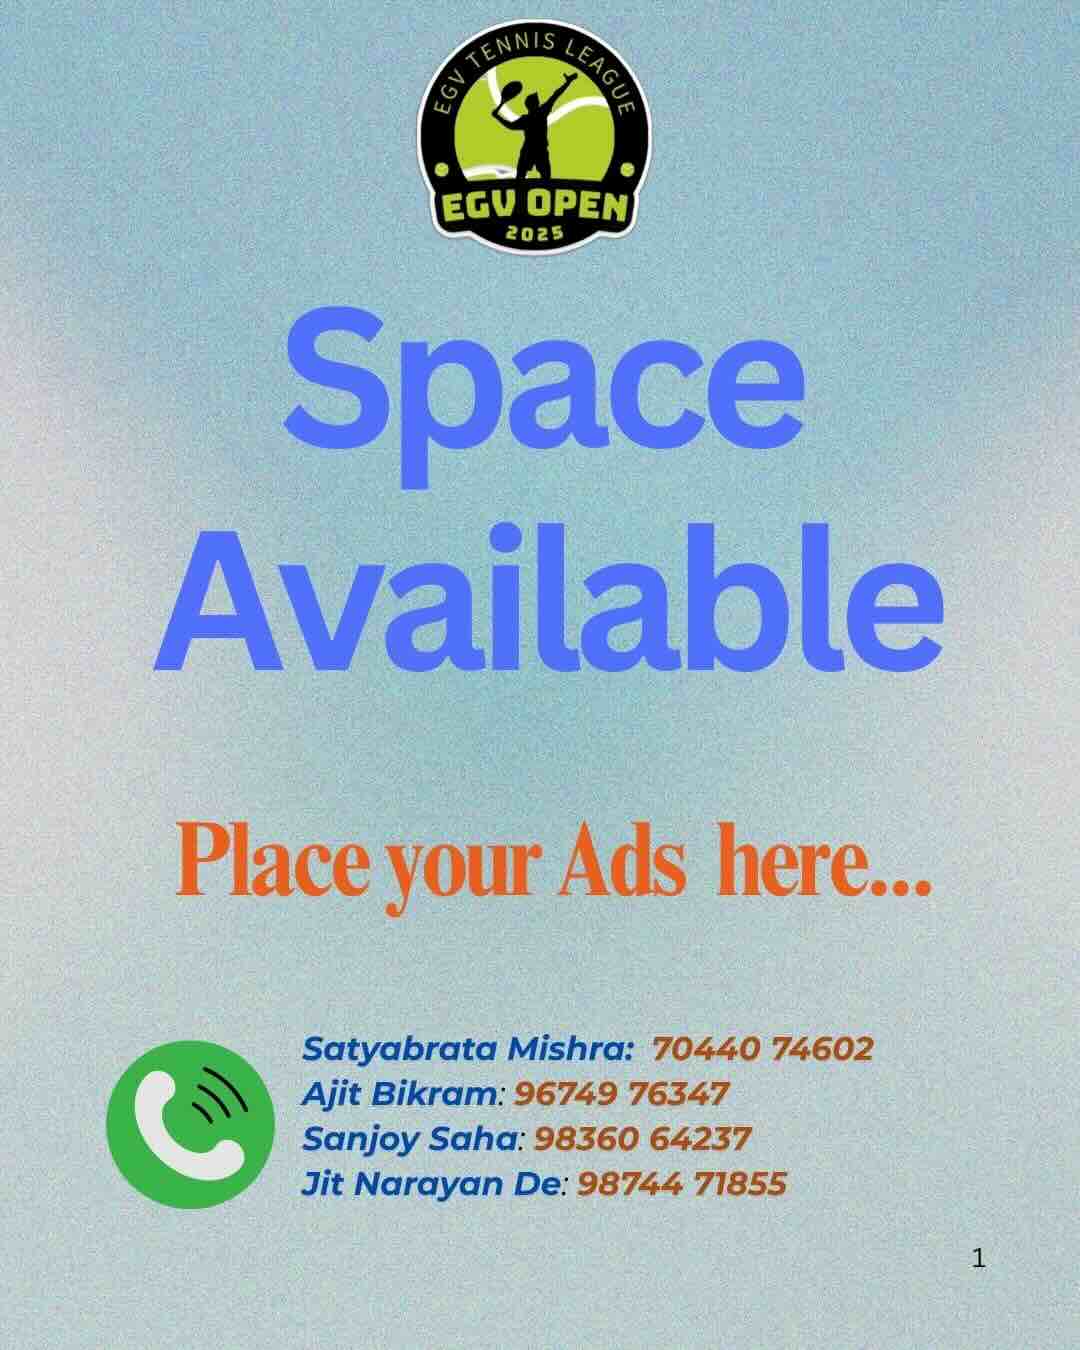 EGV TENNIS LEAGUE
EGV OPEN
2025
Space
Available
Place your Ads here...
Satyabrata Mishra: 70440 74602
Ajit Bikram: 96749 76347
Sanjoy Saha: 98360 64237
Jit Narayan De: 98744 71855
1